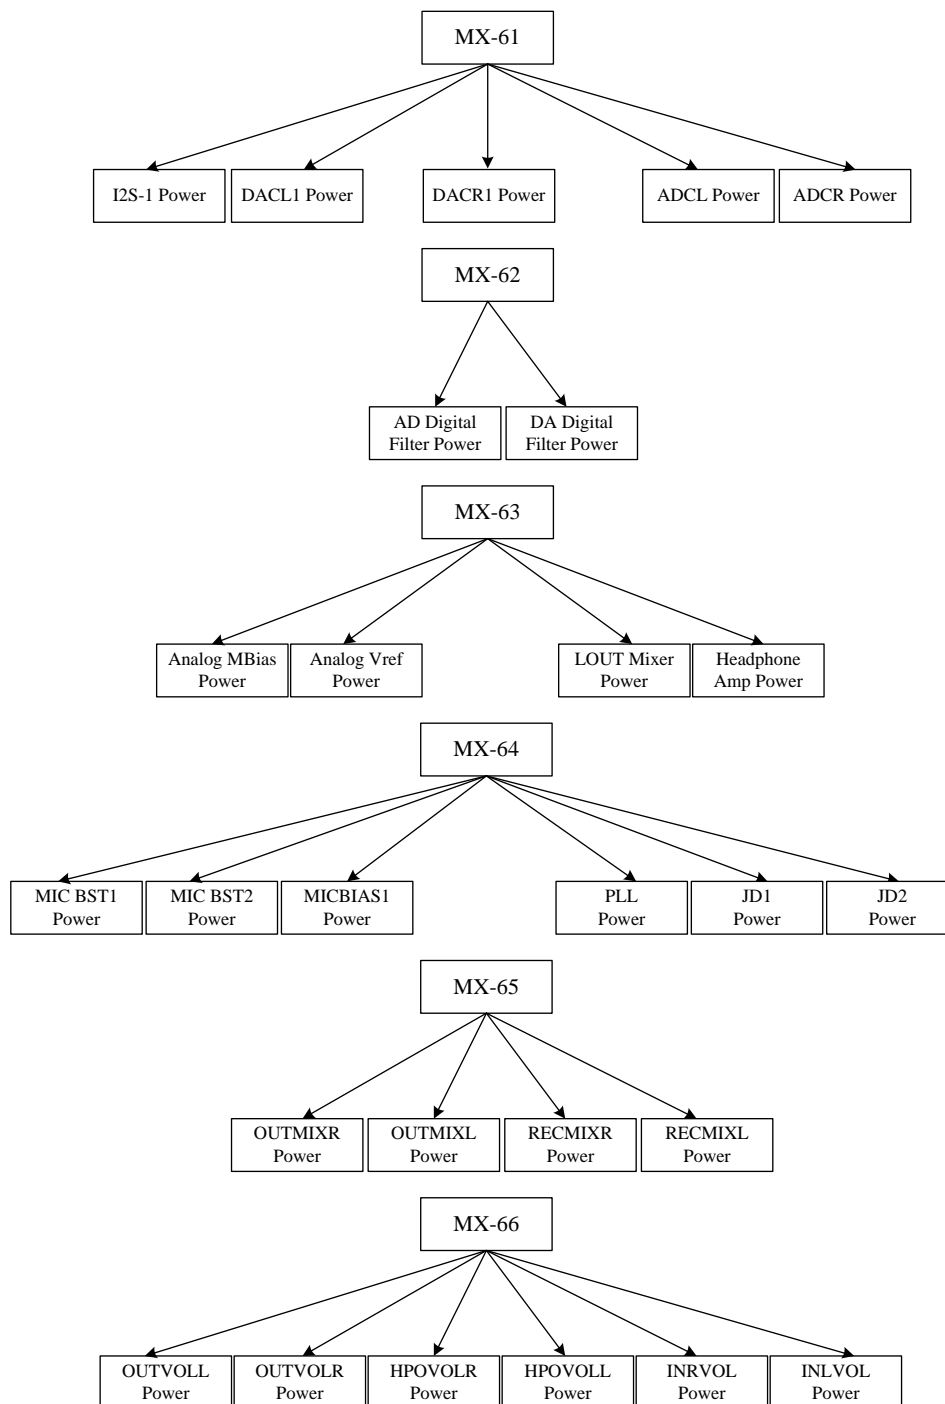 MX-61
I2S-1 Power
DACL1 Power
DACR1 Power
ADCL Power
ADCR Power
MX-62
AD Digital
Filter Power
DA Digital
Filter Power
MX-63
Analog MBias
Power
Analog Vref
Power
LOUT Mixer
Power
Headphone
Amp Power
MX-64
MIC BST1
Power
MIC BST2
Power
MICBIAS1
Power
PLL
Power
JD1
Power
JD2
Power
MX-65
OUTMIXR
Power
OUTMIXL
Power
RECMIXR
Power
RECMIXL
Power
MX-66
OUTVOLL
Power
OUTVOLR
Power
HPOVOLR
Power
HPOVOLL
Power
INRVOL
Power
INLVOL
Power